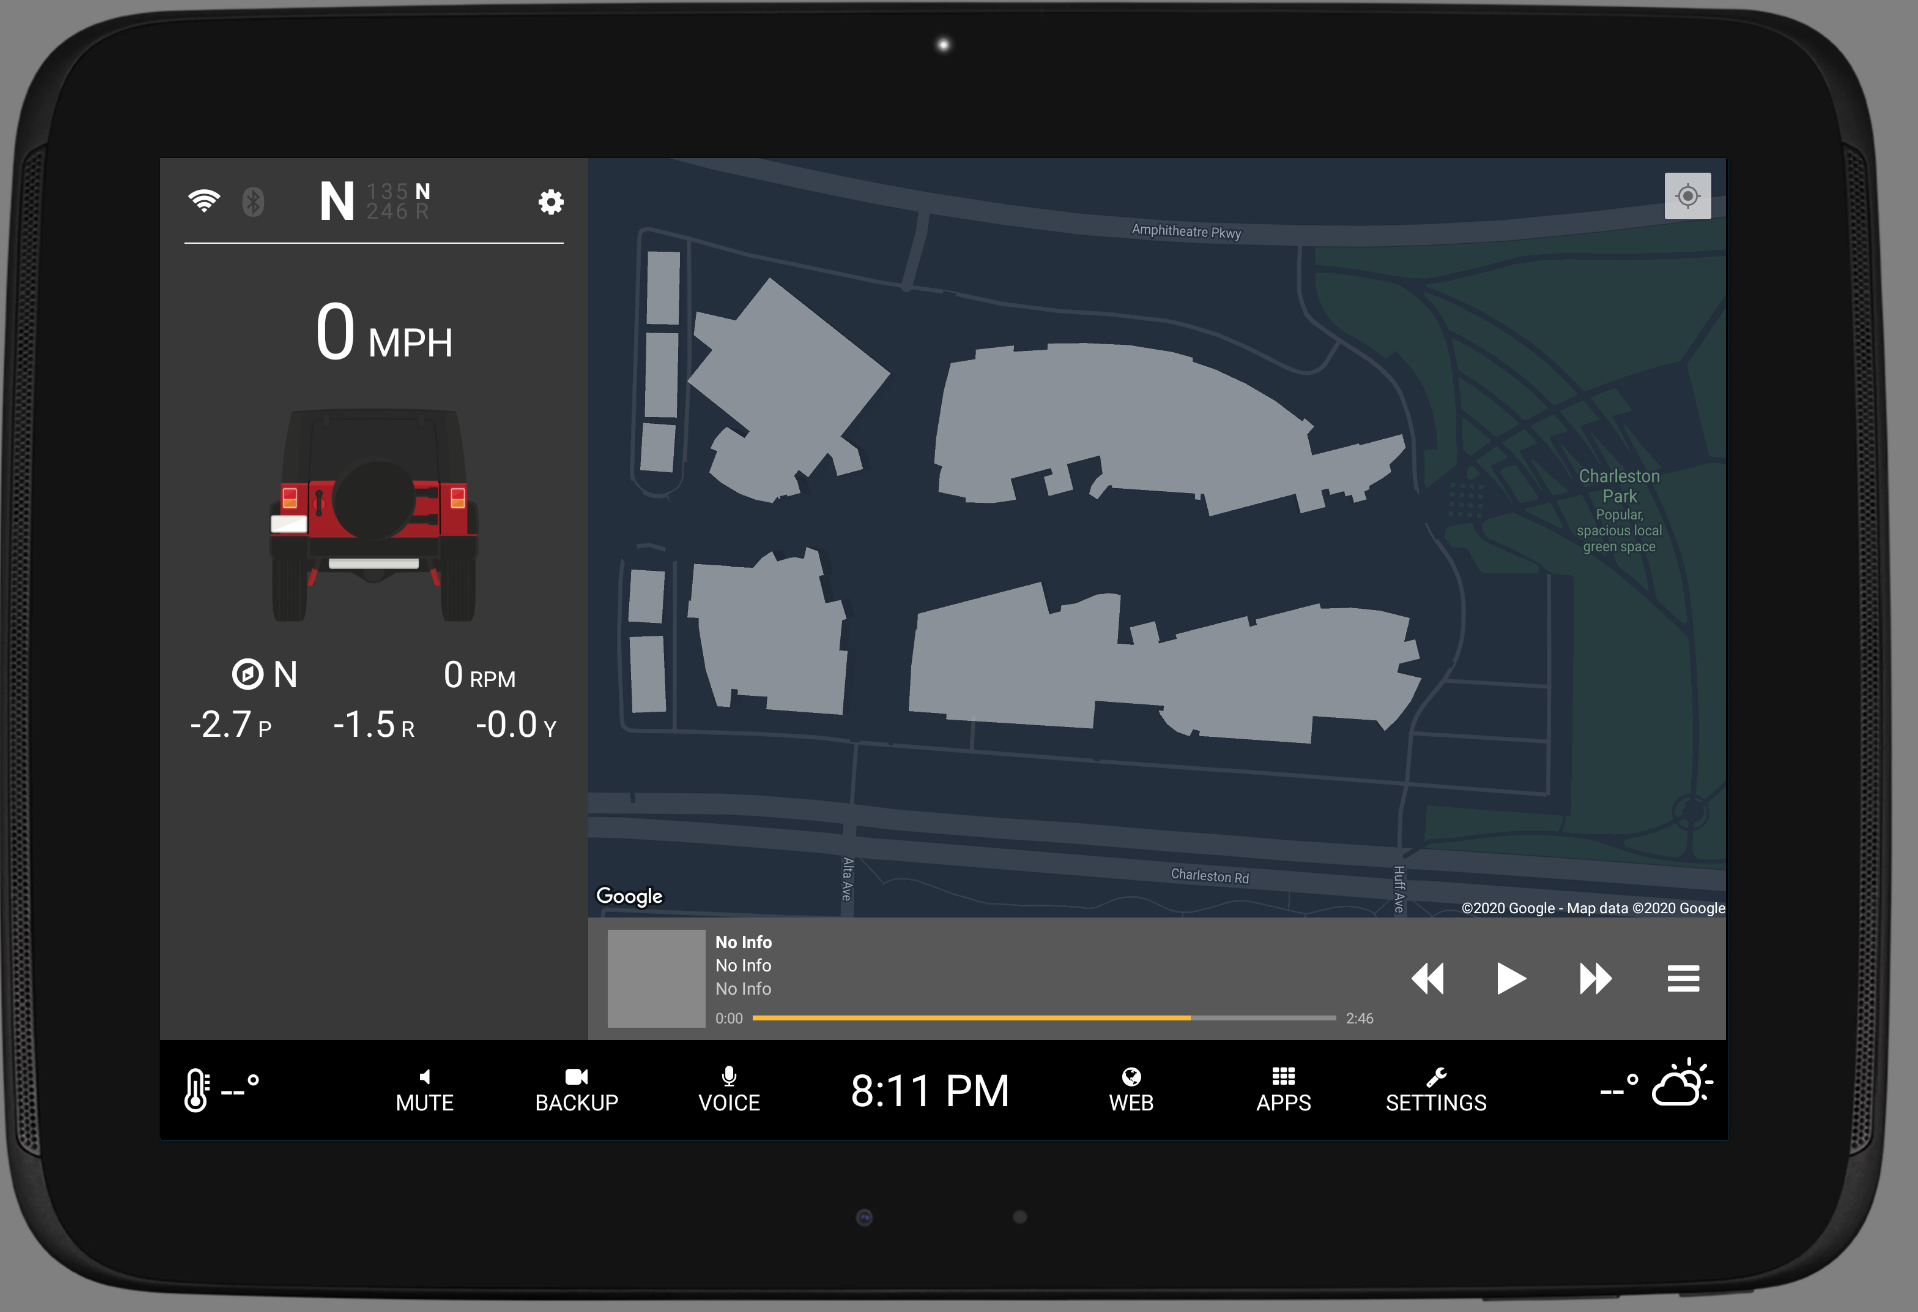 N
135 N
246 R
0 MPH
N
0 RPM
-2.7 P
-1.5 R
-0.0 Y
Amphitheatre Pkwy
Charleston
Park
Popular,
spacious local
green space
Alta Ave
Charleston Rd
Huff Ave
Google
©2020 Google - Map data ©2020 Google
No Info
No Info
No Info
0:00
2:46
--°
MUTE
BACKUP
VOICE
8:11 PM
WEB
APPS
SETTINGS
--°